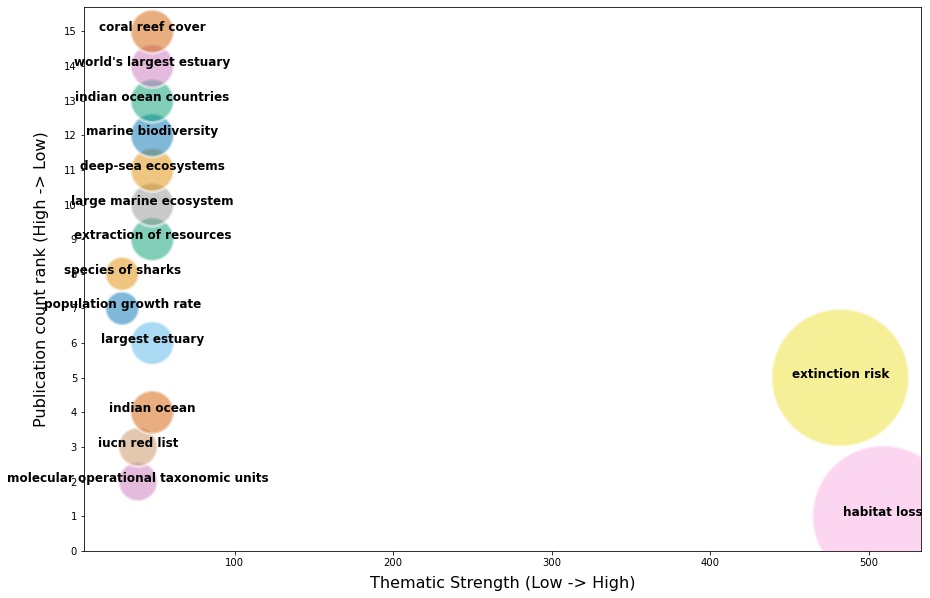 15
coral reef cover
14
world's largest estuary
13
indian ocean countries
12
marine biodiversity
11
deep-sea ecosystems
10
large marine ecosystem
9
extraction of resources
8
species of sharks
7
population growth rate
6
largest estuary
5
extinction risk
4
indian ocean
3
iucn red list
2
molecular operational taxonomic units
1
habitat loss
0
100
200
300
400
500
Publication count rank (High -> Low)
Thematic Strength (Low -> High)